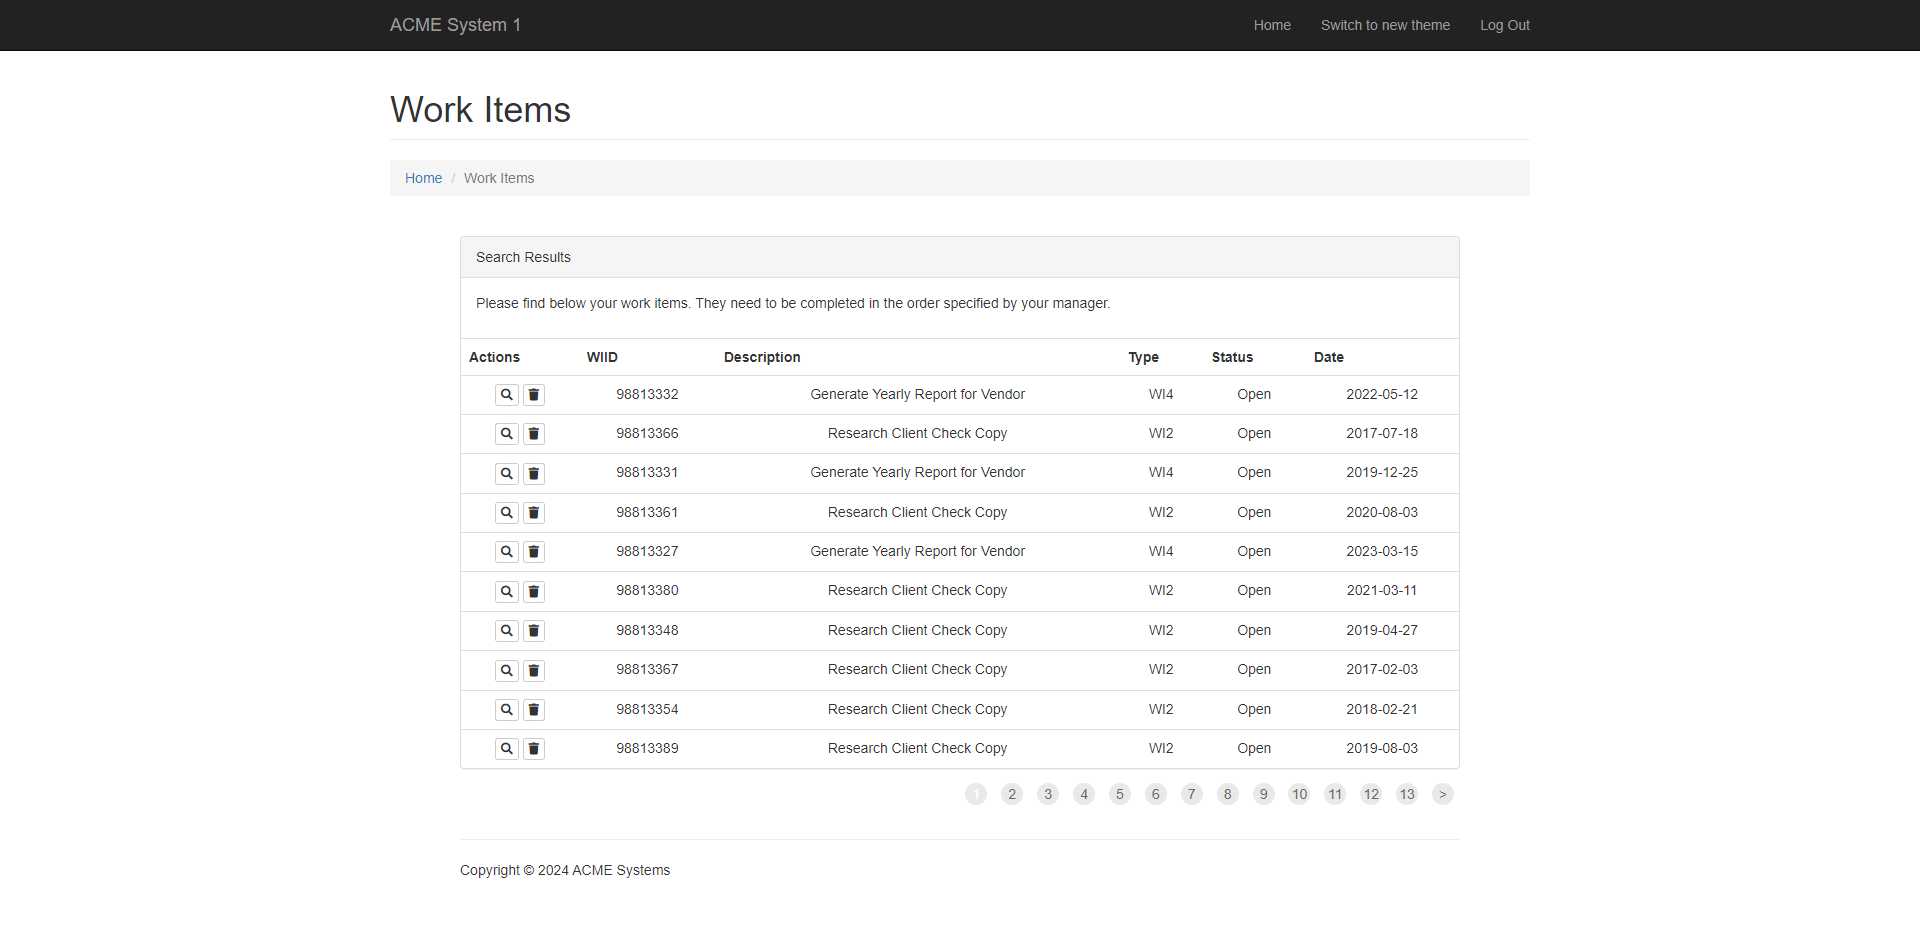 ACME System 1 Home Switch to new theme Log Out
Work Items
Home / Work Items
Search Results
Please find below your work items. They need to be completed in the order specified by your manager.
Actions WIID Description Type Status Date
98813332 Generate Yearly Report for Vendor WI4 Open 2022-05-12
98813366 Research Client Check Copy WI2 Open 2017-07-18
98813331 Generate Yearly Report for Vendor WI4 Open 2019-12-25
98813361 Research Client Check Copy WI2 Open 2020-08-03
98813327 Generate Yearly Report for Vendor WI4 Open 2023-03-15
98813380 Research Client Check Copy WI2 Open 2021-03-11
98813348 Research Client Check Copy WI2 Open 2019-04-27
98813367 Research Client Check Copy WI2 Open 2017-02-03
98813354 Research Client Check Copy WI2 Open 2018-02-21
98813389 Research Client Check Copy WI2 Open 2019-08-03
1 2 3 4 5 6 7 8 9 10 11 12 13 >
Copyright © 2024 ACME Systems